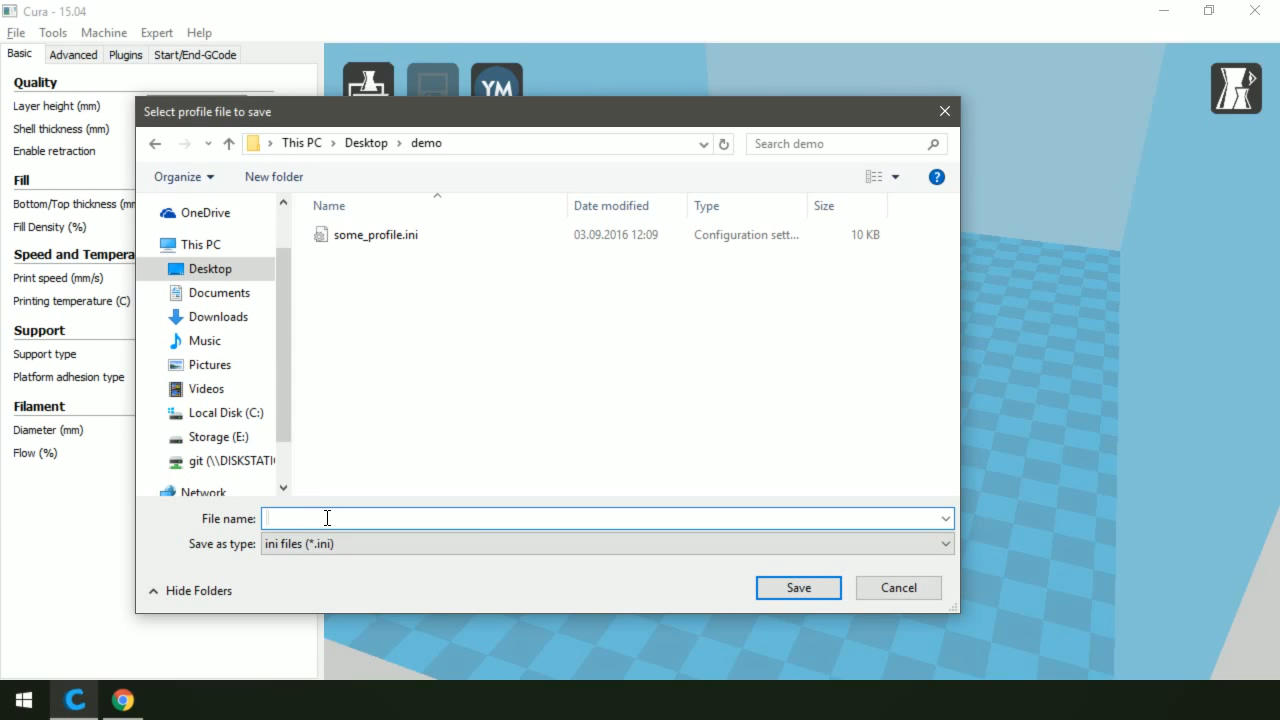 Cura - 15.04
File Tools Machine Expert Help
Basic Advanced Plugins Start/End-GCode
Quality
Layer height (mm)
Shell thickness (mm)
Enable retraction
Fill
Bottom/Top thickness (mm
Fill Density (%)
Speed and Tempera
Print speed (mm/s)
Printing temperature (C)
Support
Support type
Platform adhesion type
Filament
Diameter (mm)
Flow (%)
YM
Select profile file to save
This PC > Desktop > demo
Search demo
Organize New folder
OneDrive
This PC
Desktop
Documents
Downloads
Music
Pictures
Videos
Local Disk (C:)
Storage (E:)
git (\\DISKSTATI
Network
Name Date modified Type Size
some_profile.ini 03.09.2016 12:09 Configuration sett... 10 KB
File name:
Save as type: ini files (*.ini)
Hide Folders Save Cancel